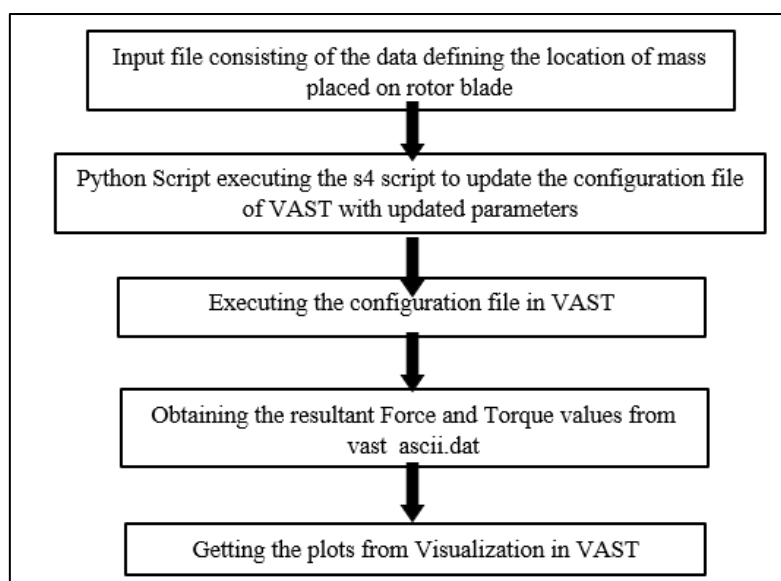 Input file consisting of the data defining the location of mass
placed on rotor blade
Python Script executing the s4 script to update the configuration file
of VAST with updated parameters
Executing the configuration file in VAST
Obtaining the resultant Force and Torque values from
vast ascii.dat
Getting the plots from Visualization in VAST